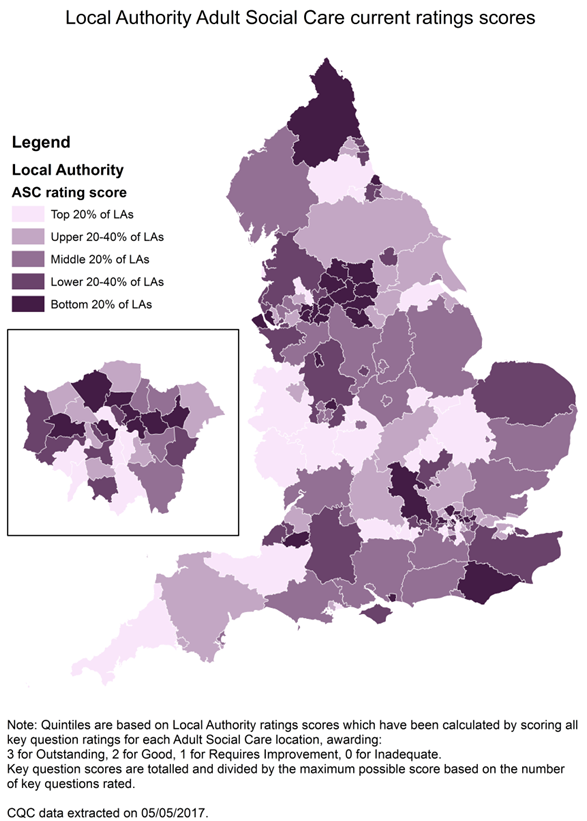 Local Authority Adult Social Care current ratings scores
Legend
Local Authority
ASC rating score
Top 20% of LAs
Upper 20-40% of LAs
Middle 20% of LAs
Lower 20-40% of LAs
Bottom 20% of LAs
Note: Quintiles are based on Local Authority ratings scores which have been calculated by scoring all
key question ratings for each Adult Social Care location, awarding:
3 for Outstanding, 2 for Good, 1 for Requires Improvement, 0 for Inadequate.
Key question scores are totalled and divided by the maximum possible score based on the number
of key questions rated.
CQC data extracted on 05/05/2017.